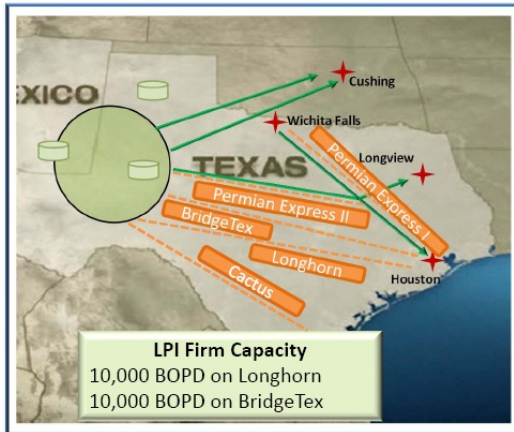 EXICO
Cushing
Wichita Falls
TEXAS
Longview
Permian Express I
Permian Express II
BridgeTex
Longhorn
Cactus
Houston
LPI Firm Capacity
10,000 BOPD on Longhorn
10,000 BOPD on BridgeTex